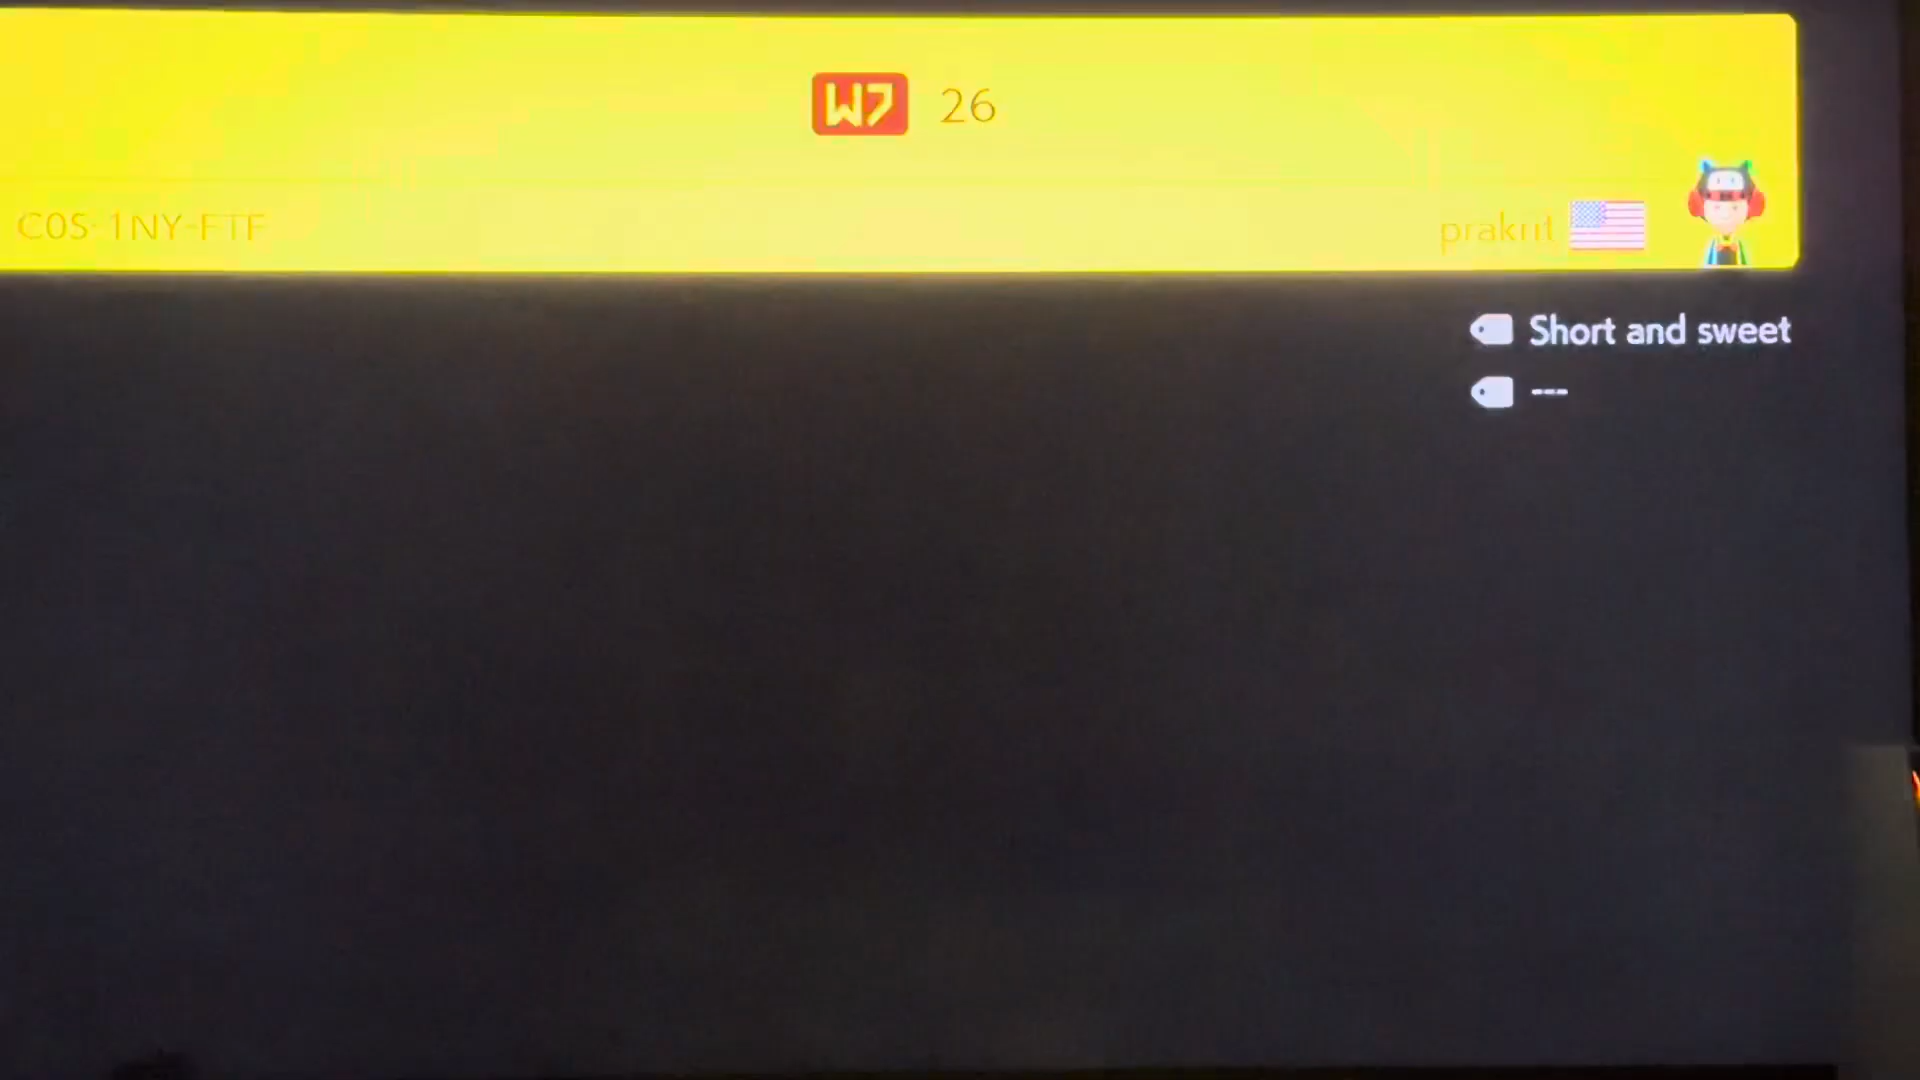 W7 26
C0S-1NY-FTF
prakrit
Short and sweet
---